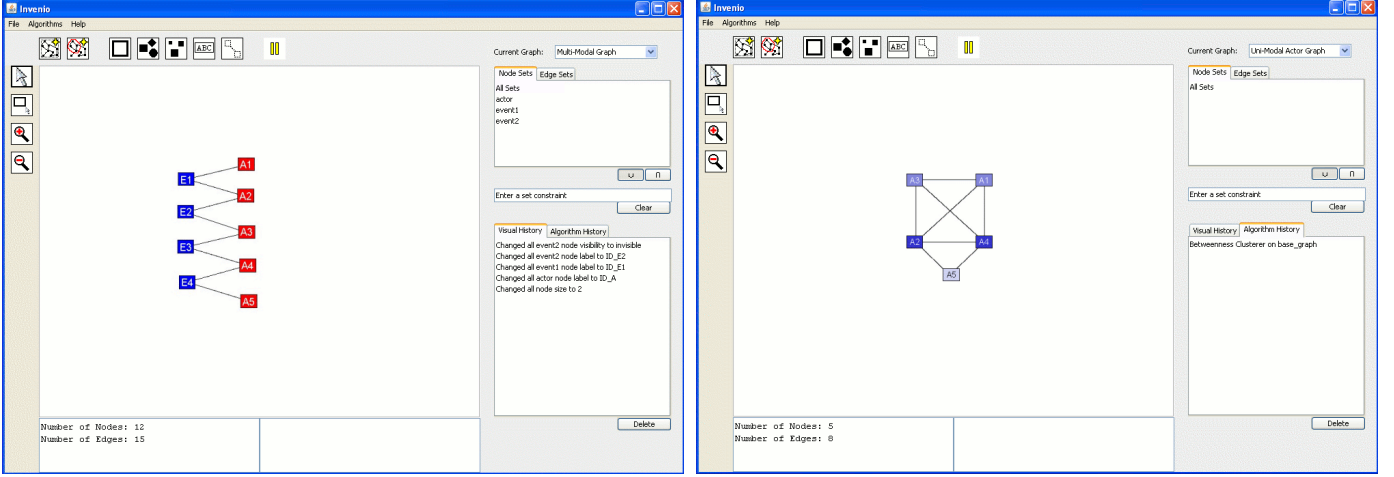 Invenio
File Algorithms Help
ABC
Current Graph: Multi-Modal Graph
Node Sets Edge Sets
All Sets
actor
event1
event2
∪ ∩
Enter a set constraint
Clear
Visual History Algorithm History
Changed all event2 node visibility to invisible
Changed all event2 node label to ID_E2
Changed all event1 node label to ID_E1
Changed all actor node label to ID_A
Changed all node size to 2
Delete
A1
E1
A2
E2
A3
E3
A4
E4
A5
Number of Nodes: 12
Number of Edges: 15
Invenio
File Algorithms Help
ABC
Current Graph: Uni-Modal Actor Graph
Node Sets Edge Sets
All Sets
∪ ∩
Enter a set constraint
Clear
Visual History Algorithm History
Betweenness Clusterer on base_graph
Delete
A3 A1
A2 A4
A5
Number of Nodes: 5
Number of Edges: 8